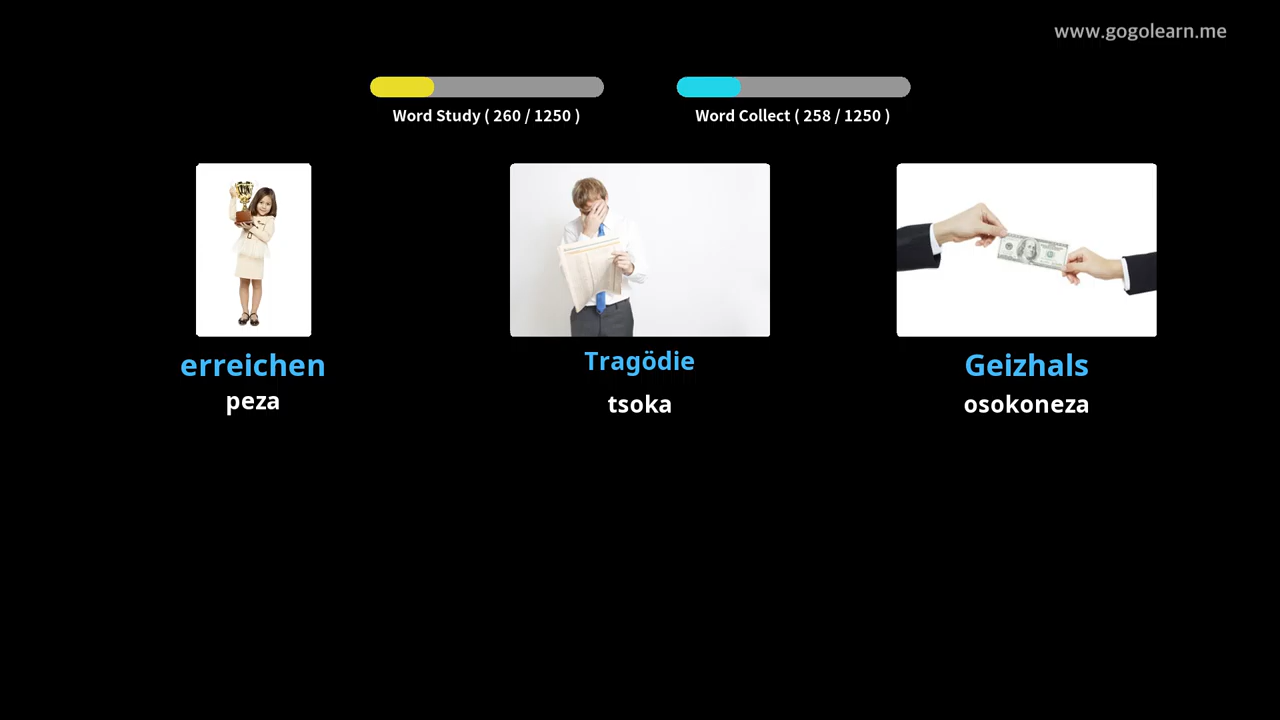 www.gogolearn.me
Word Study ( 260 / 1250 )
Word Collect ( 258 / 1250 )
erreichen
peza
Tragödie
tsoka
Geizhals
osokoneza